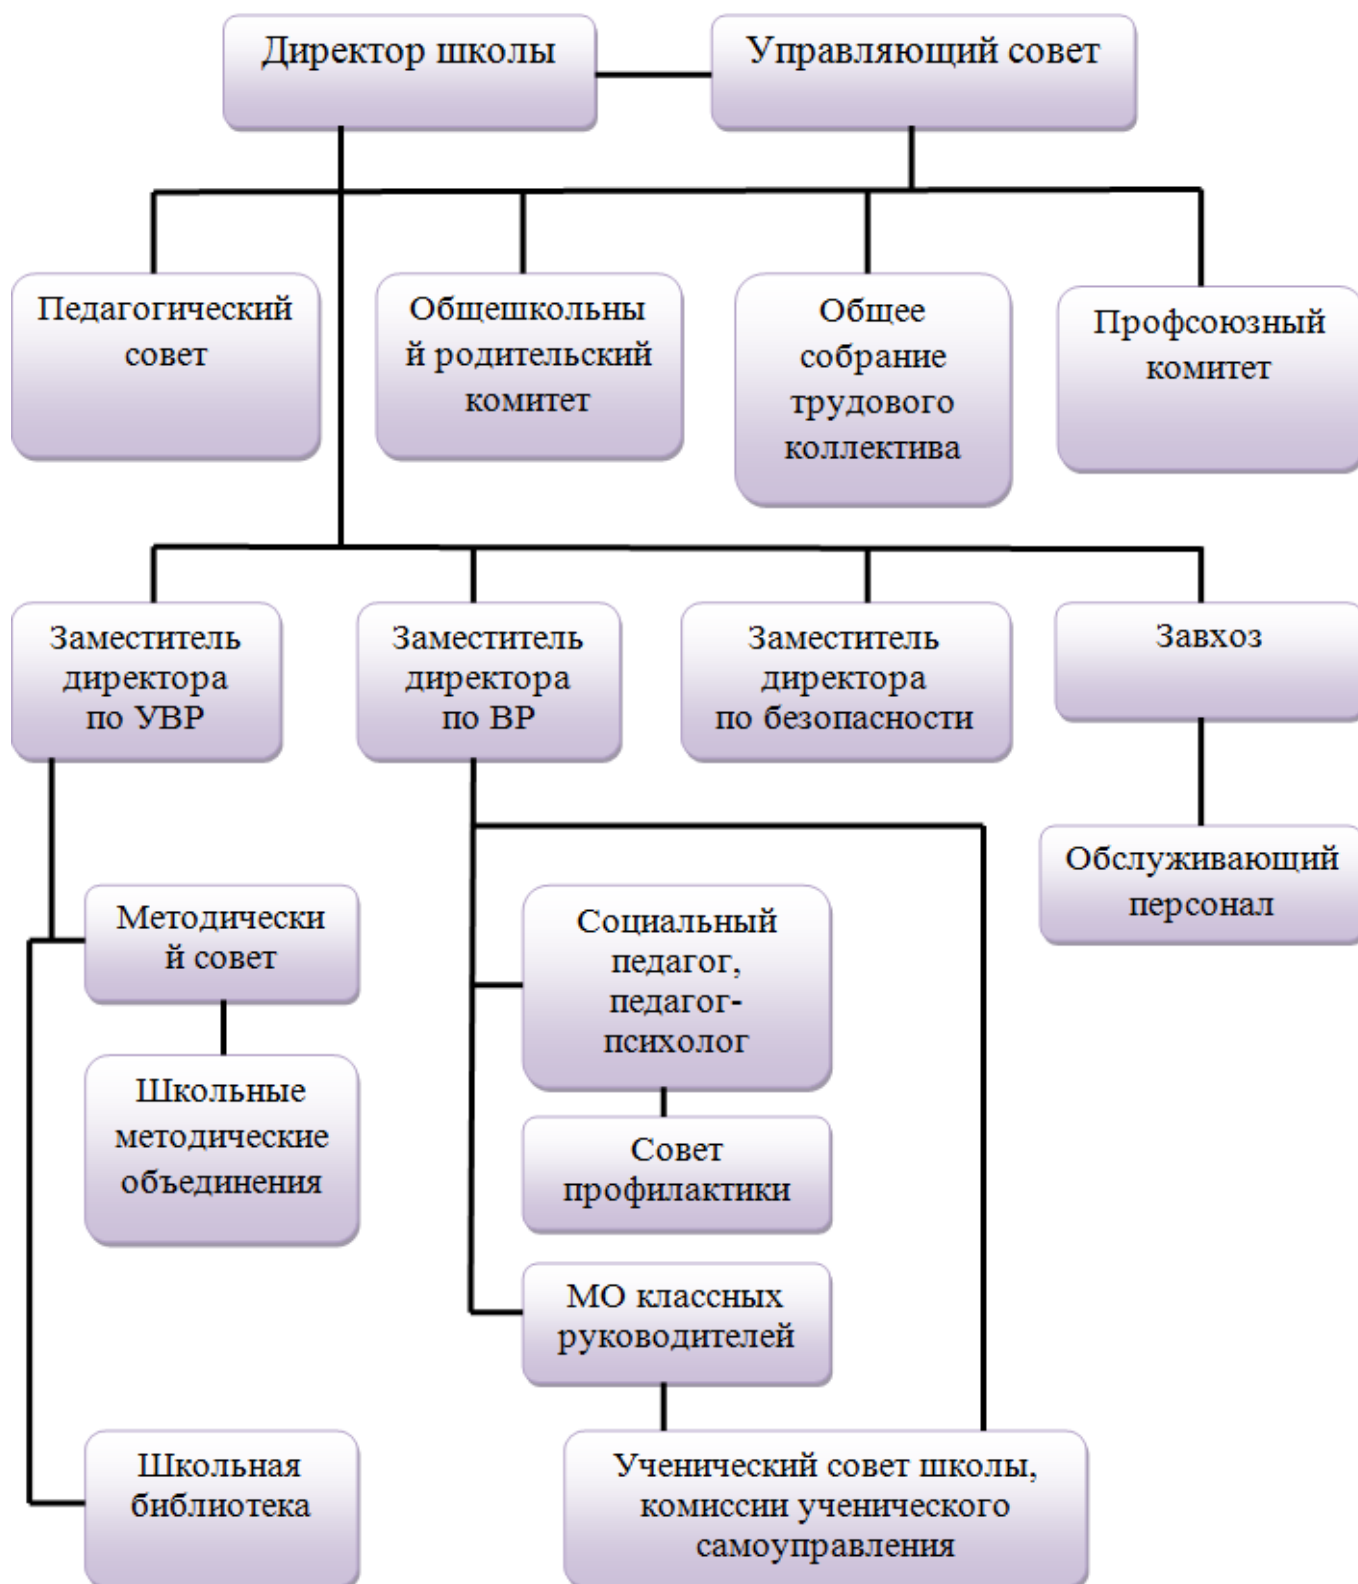 Директор школы
Управляющий совет
Педагогический
совет
Общешкольны
й родительский
комитет
Общее
собрание
трудового
коллектива
Профсоюзный
комитет
Заместитель
директора
по УВР
Заместитель
директора
по ВР
Заместитель
директора
по безопасности
Завхоз
Обслуживающий
персонал
Методически
й совет
Социальный
педагог,
педагог-
психолог
Школьные
методические
объединения
Совет
профилактики
МО классных
руководителей
Школьная
библиотека
Ученический совет школы,
комиссии ученического
самоуправления